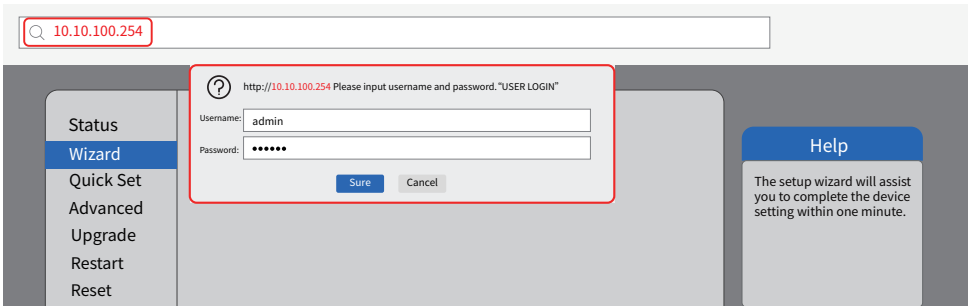 10.10.100.254
http://10.10.100.254 Please input username and password. "USER LOGIN"
Username: admin
Password: ••••••
Sure Cancel
Status
Wizard
Quick Set
Advanced
Upgrade
Restart
Reset
Help
The setup wizard will assist
you to complete the device
setting within one minute.